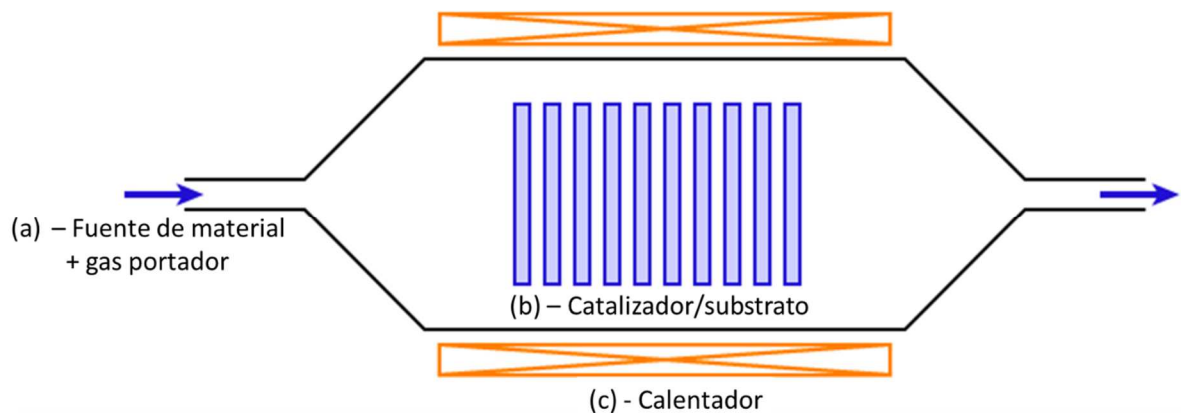 (a) – Fuente de material
+ gas portador
(b) – Catalizador/substrato
(c) - Calentador